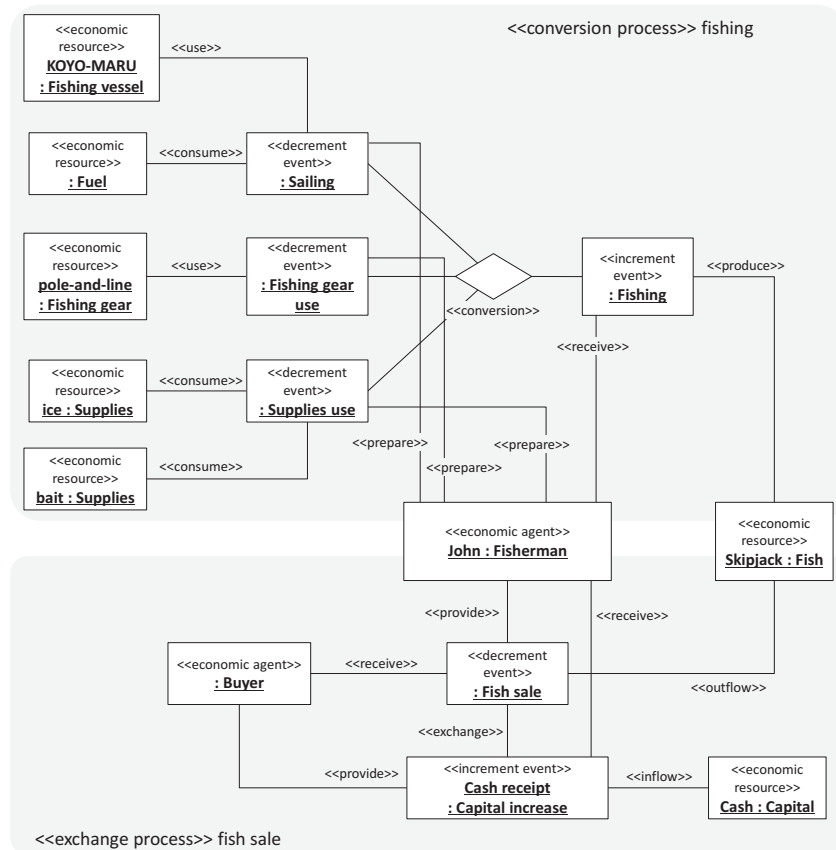 <<conversion process>> fishing
<<economic
resource>>
KOYO-MARU
: Fishing vessel
<<use>>
<<economic
resource>>
: Fuel
<<consume>>
<<decrement
event>>
: Sailing
<<economic
resource>>
pole-and-line
: Fishing gear
<<use>>
<<decrement
event>>
: Fishing gear
use
<<conversion>>
<<increment
event>>
: Fishing
<<produce>>
<<receive>>
<<economic
resource>>
ice : Supplies
<<consume>>
<<decrement
event>>
: Supplies use
<<prepare>>
<<prepare>>
<<prepare>>
<<economic
resource>>
bait : Supplies
<<consume>>
<<economic agent>>
John : Fisherman
<<economic
resource>>
Skipjack : Fish
<<provide>>
<<receive>>
<<economic agent>>
: Buyer
<<receive>>
<<decrement
event>>
: Fish sale
<<outflow>>
<<exchange>>
<<provide>>
<<increment event>>
Cash receipt
: Capital increase
<<inflow>>
<<economic
resource>>
Cash : Capital
<<exchange process>> fish sale